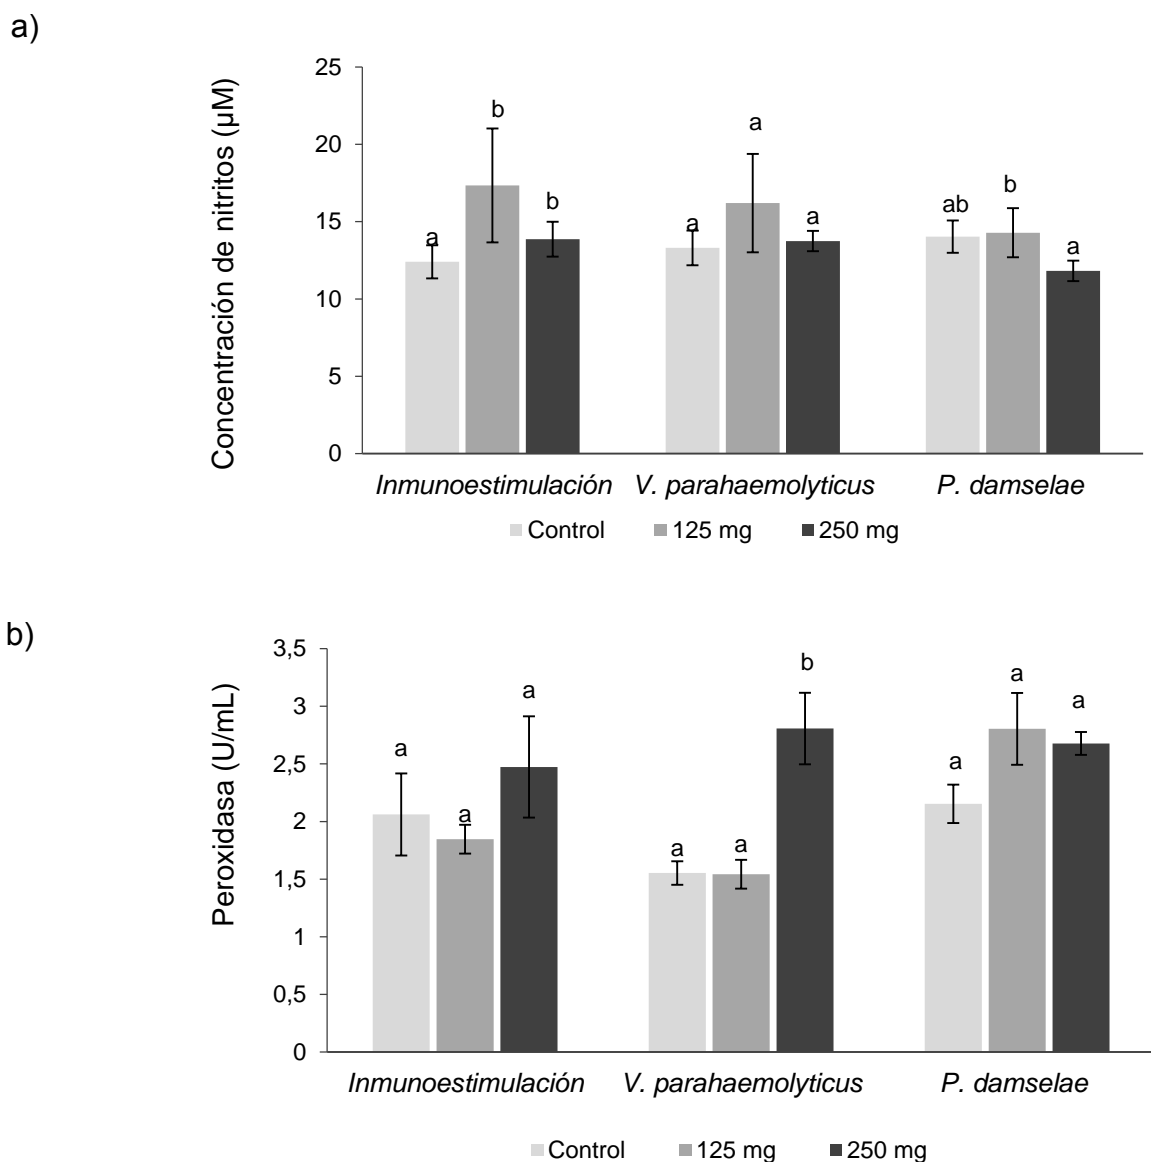 a)
Concentración de nitritos (µM)
25
20
15
10
5
0
a
b
b
a
a
a
ab
b
a
Inmunoestimulación V. parahaemolyticus P. damselae
Control 125 mg 250 mg
b)
Peroxidasa (U/mL)
3,5
3
2,5
2
1,5
1
0,5
0
a
a
a
a
a
b
a
a
a
Inmunoestimulación V. parahaemolyticus P. damselae
Control 125 mg 250 mg